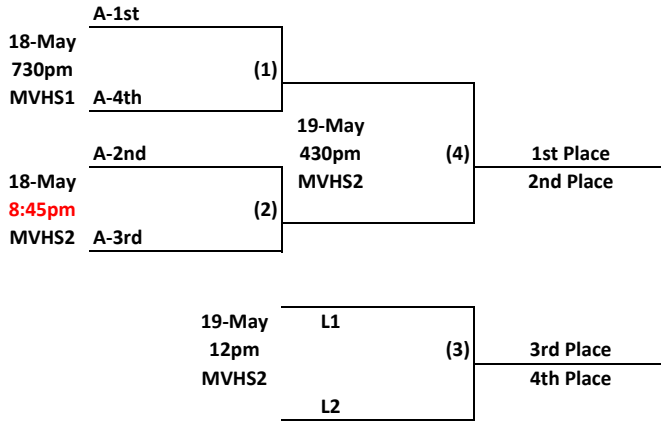 A-1st
18-May
730pm (1)
MVHS1 A-4th
19-May
A-2nd 430pm (4) 1st Place
18-May MVHS2 2nd Place
8:45pm (2)
MVHS2 A-3rd
19-May L1
12pm (3) 3rd Place
MVHS2 4th Place
L2